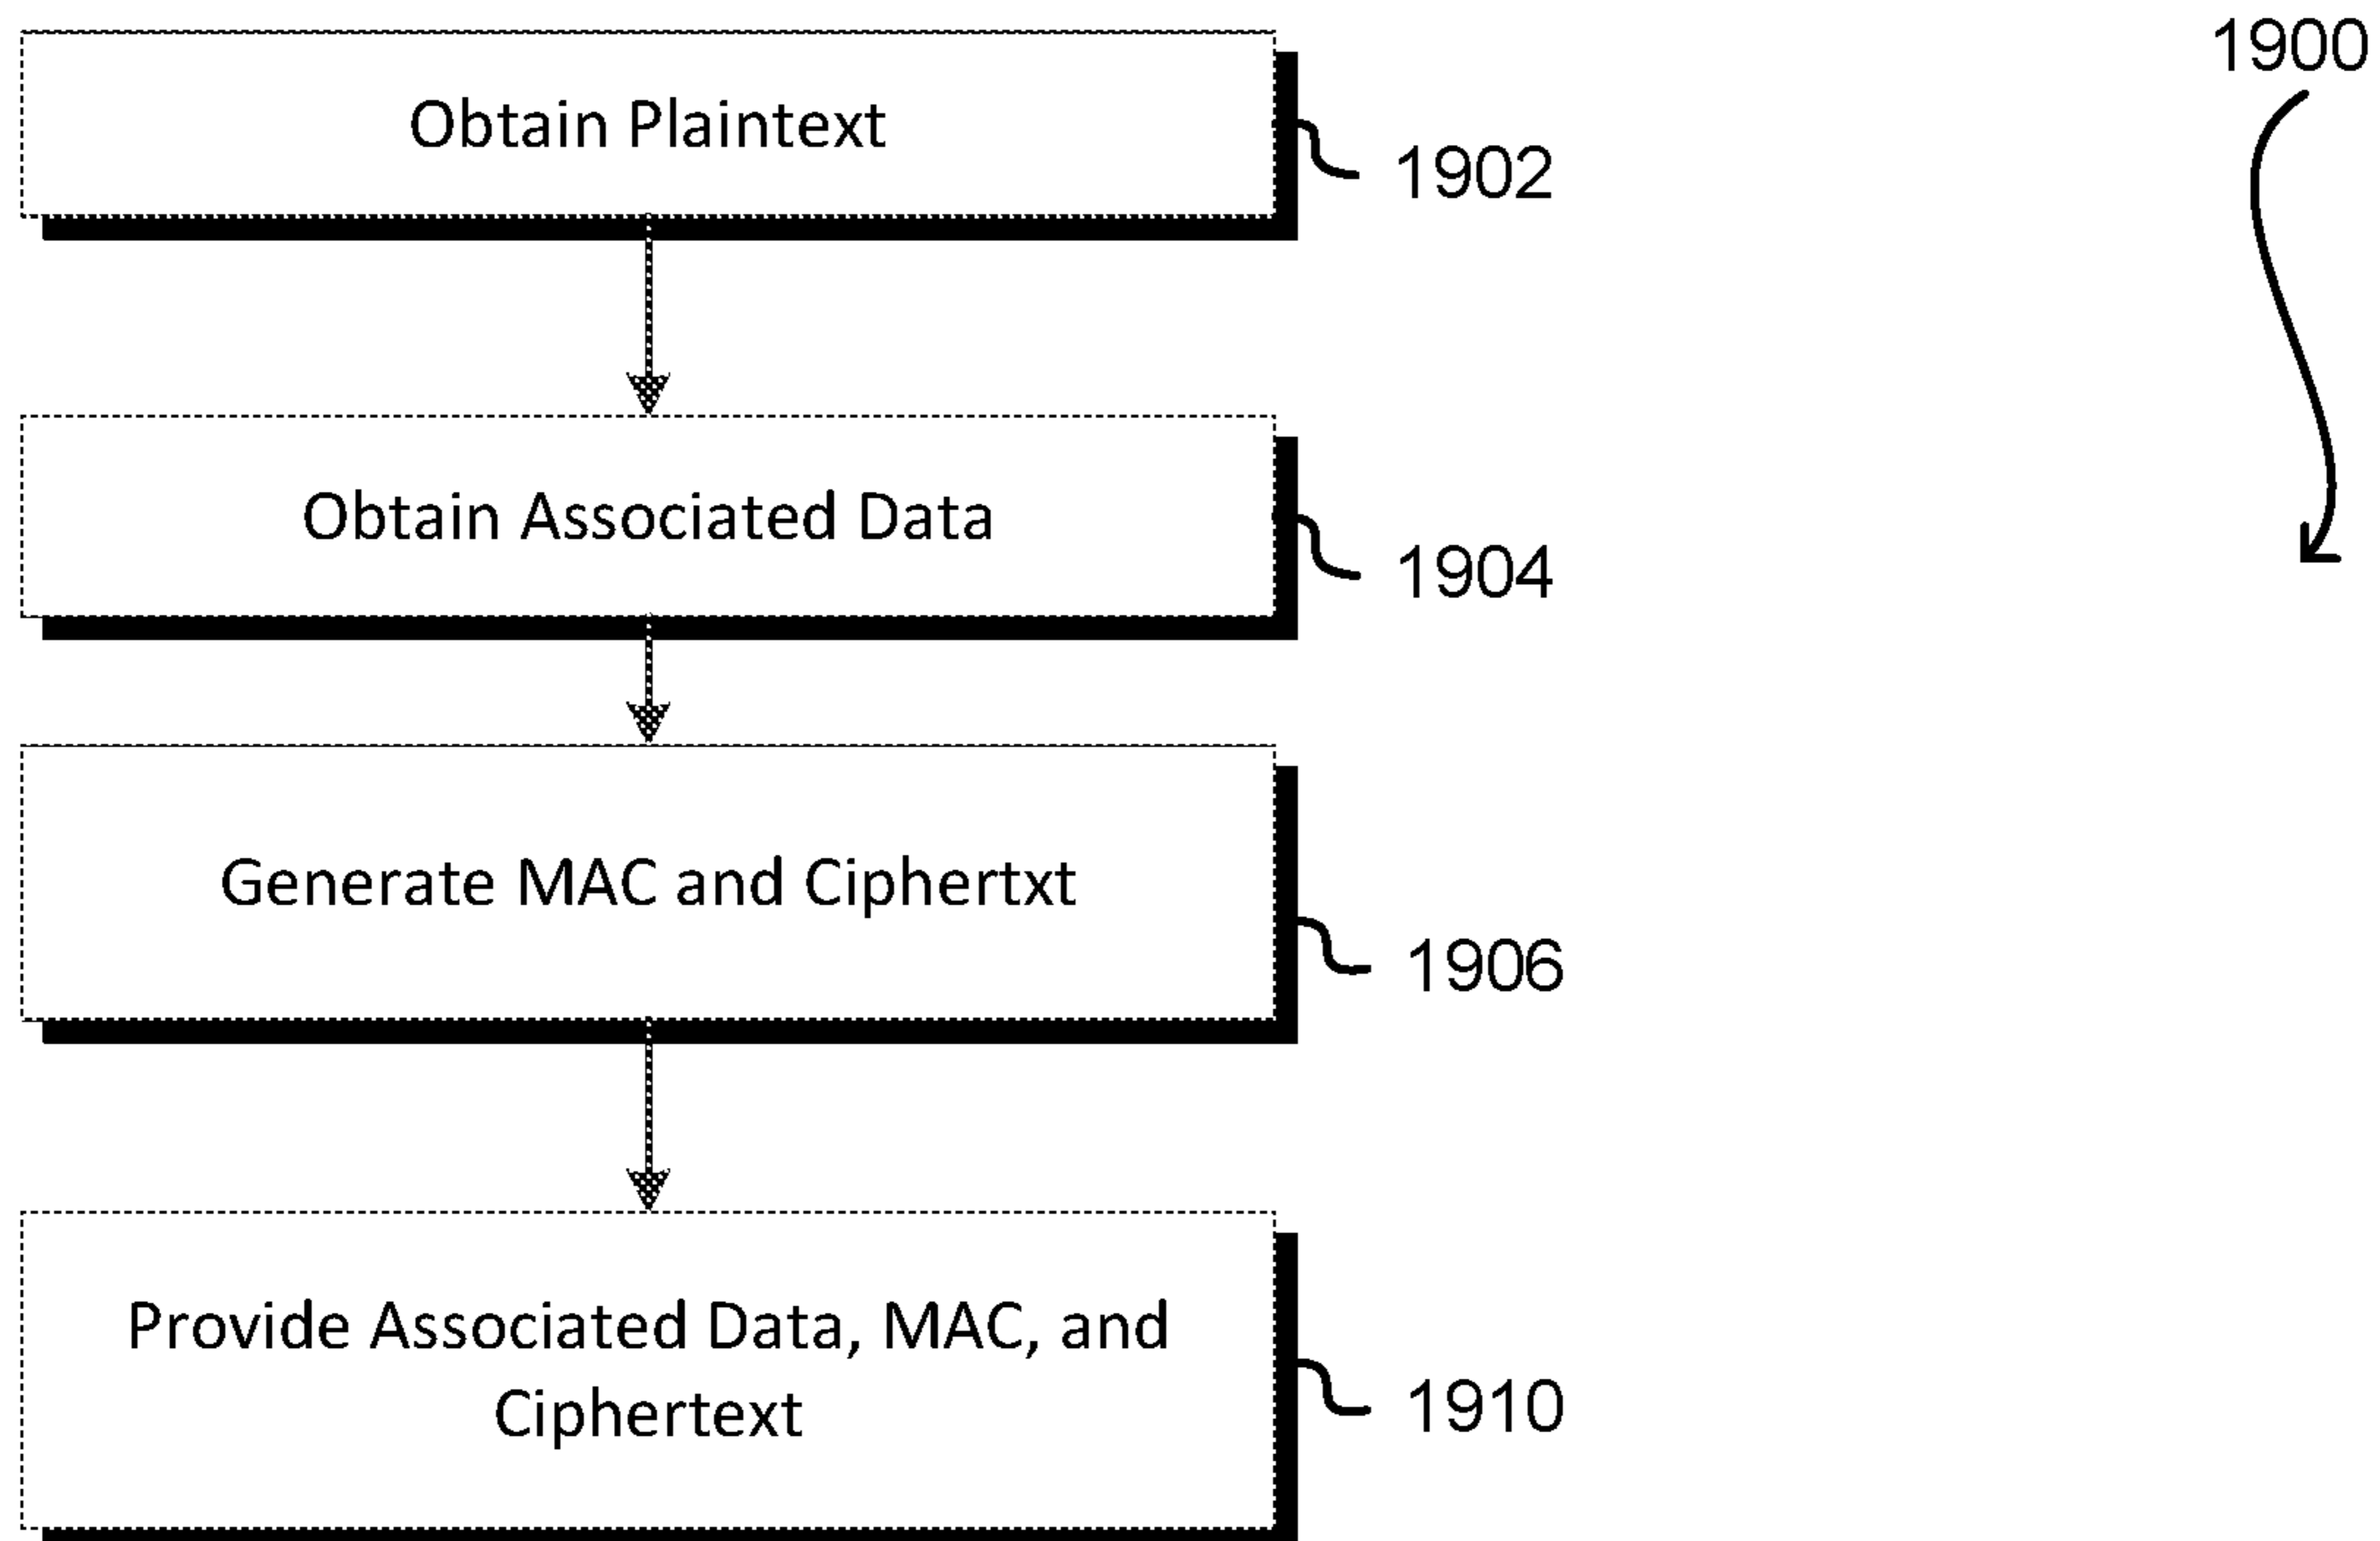 1900
Obtain Plaintext
1902
Obtain Associated Data
1904
Generate MAC and Ciphertxt
1906
Provide Associated Data, MAC, and
Ciphertext
1910